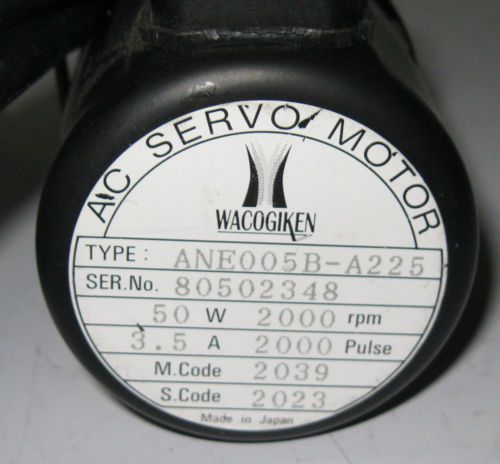 AC SERVO MOTOR
WACOGIKEN
TYPE : ANE005B-A225
SER.No. 80502348
50 W 2000 rpm
3.5 A 2000 Pulse
M.Code 2039
S.Code 2023
Made in Japan